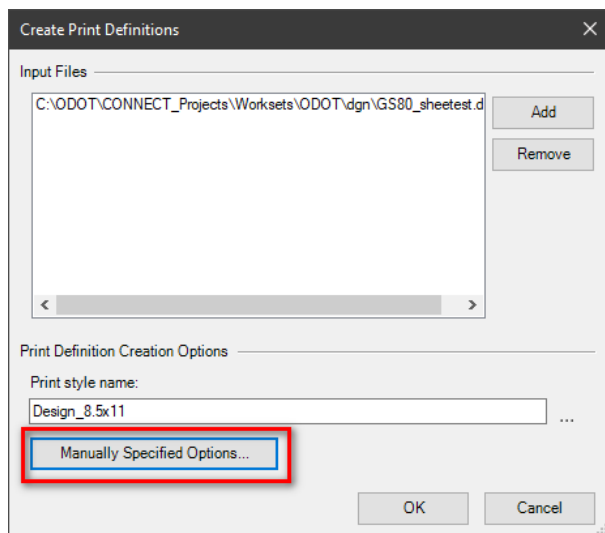 Create Print Definitions
Input Files
C:\ODOT\CONNECT_Projects\Worksets\ODOT\dgn\GS80_sheetest.d
Add
Remove
Print Definition Creation Options
Print style name:
Design_8.5x11
...
Manually Specified Options...
OK
Cancel